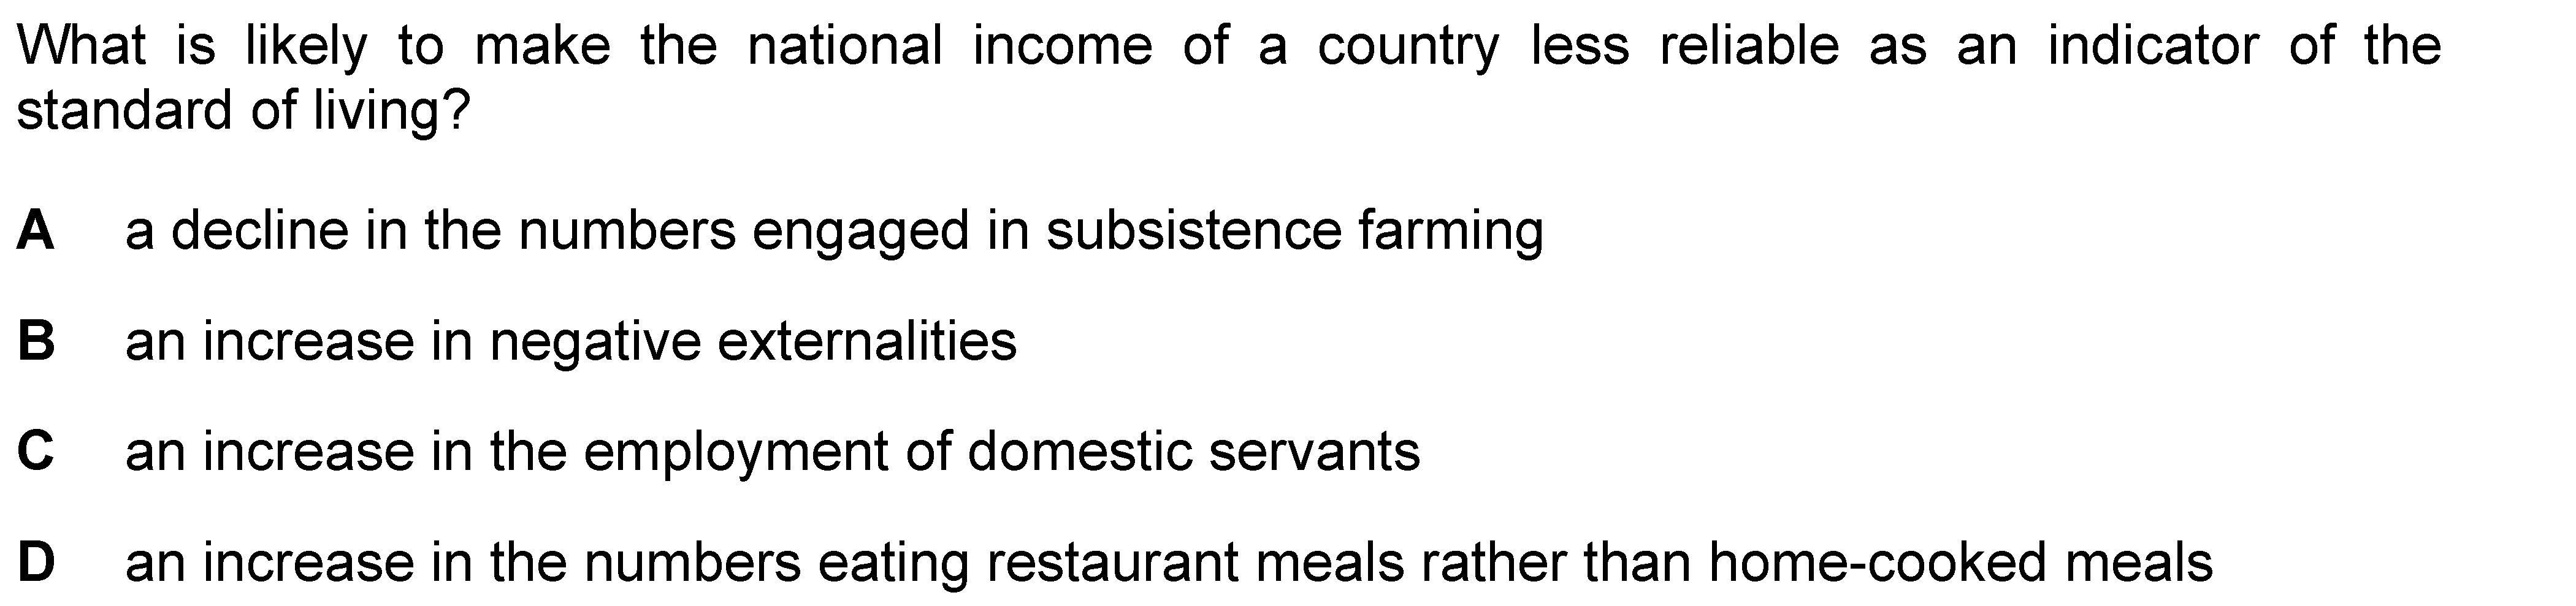 What is likely to make the national income of a country less reliable as an indicator of the
standard of living?
A a decline in the numbers engaged in subsistence farming
B an increase in negative externalities
C an increase in the employment of domestic servants
D an increase in the numbers eating restaurant meals rather than home-cooked meals